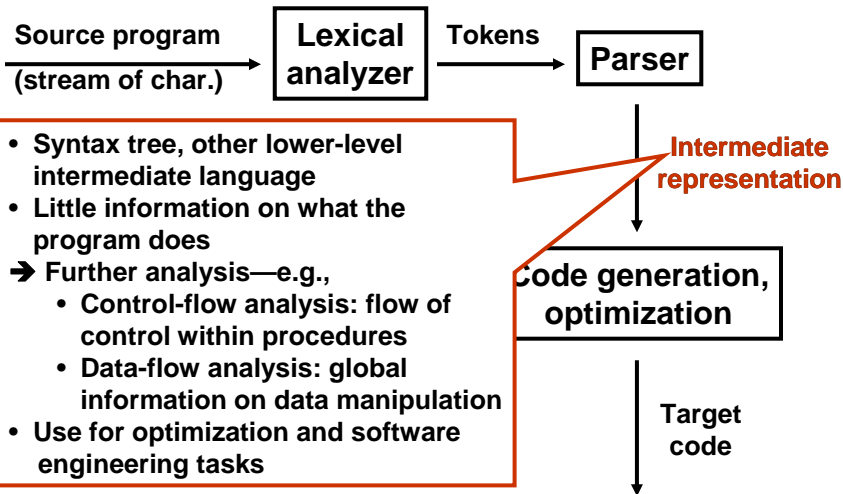 Source program
(stream of char.)
Lexical
analyzer
Tokens
Parser
• Syntax tree, other lower-level
intermediate language
• Little information on what the
program does
➔ Further analysis—e.g.,
• Control-flow analysis: flow of
control within procedures
• Data-flow analysis: global
information on data manipulation
• Use for optimization and software
engineering tasks
Intermediate
representation
Code generation,
optimization
Target
code